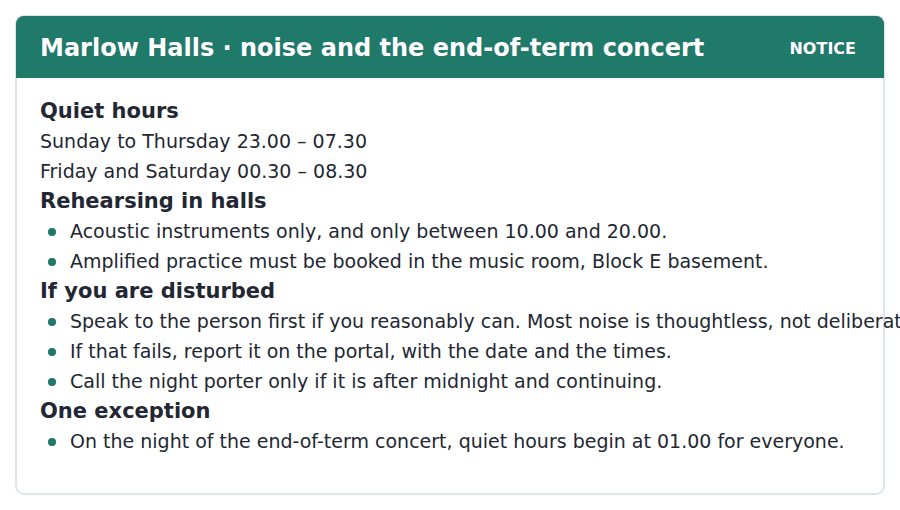 Marlow Halls · noise and the end-of-term concert NOTICE
Quiet hours
Sunday to Thursday 23.00 – 07.30
Friday and Saturday 00.30 – 08.30
Rehearsing in halls
Acoustic instruments only, and only between 10.00 and 20.00.
Amplified practice must be booked in the music room, Block E basement.
If you are disturbed
Speak to the person first if you reasonably can. Most noise is thoughtless, not
If that fails, report it on the portal, with the date and the times.
Call the night porter only if it is after midnight and continuing.
One exception
On the night of the end-of-term concert, quiet hours begin at 01.00 for everyone.